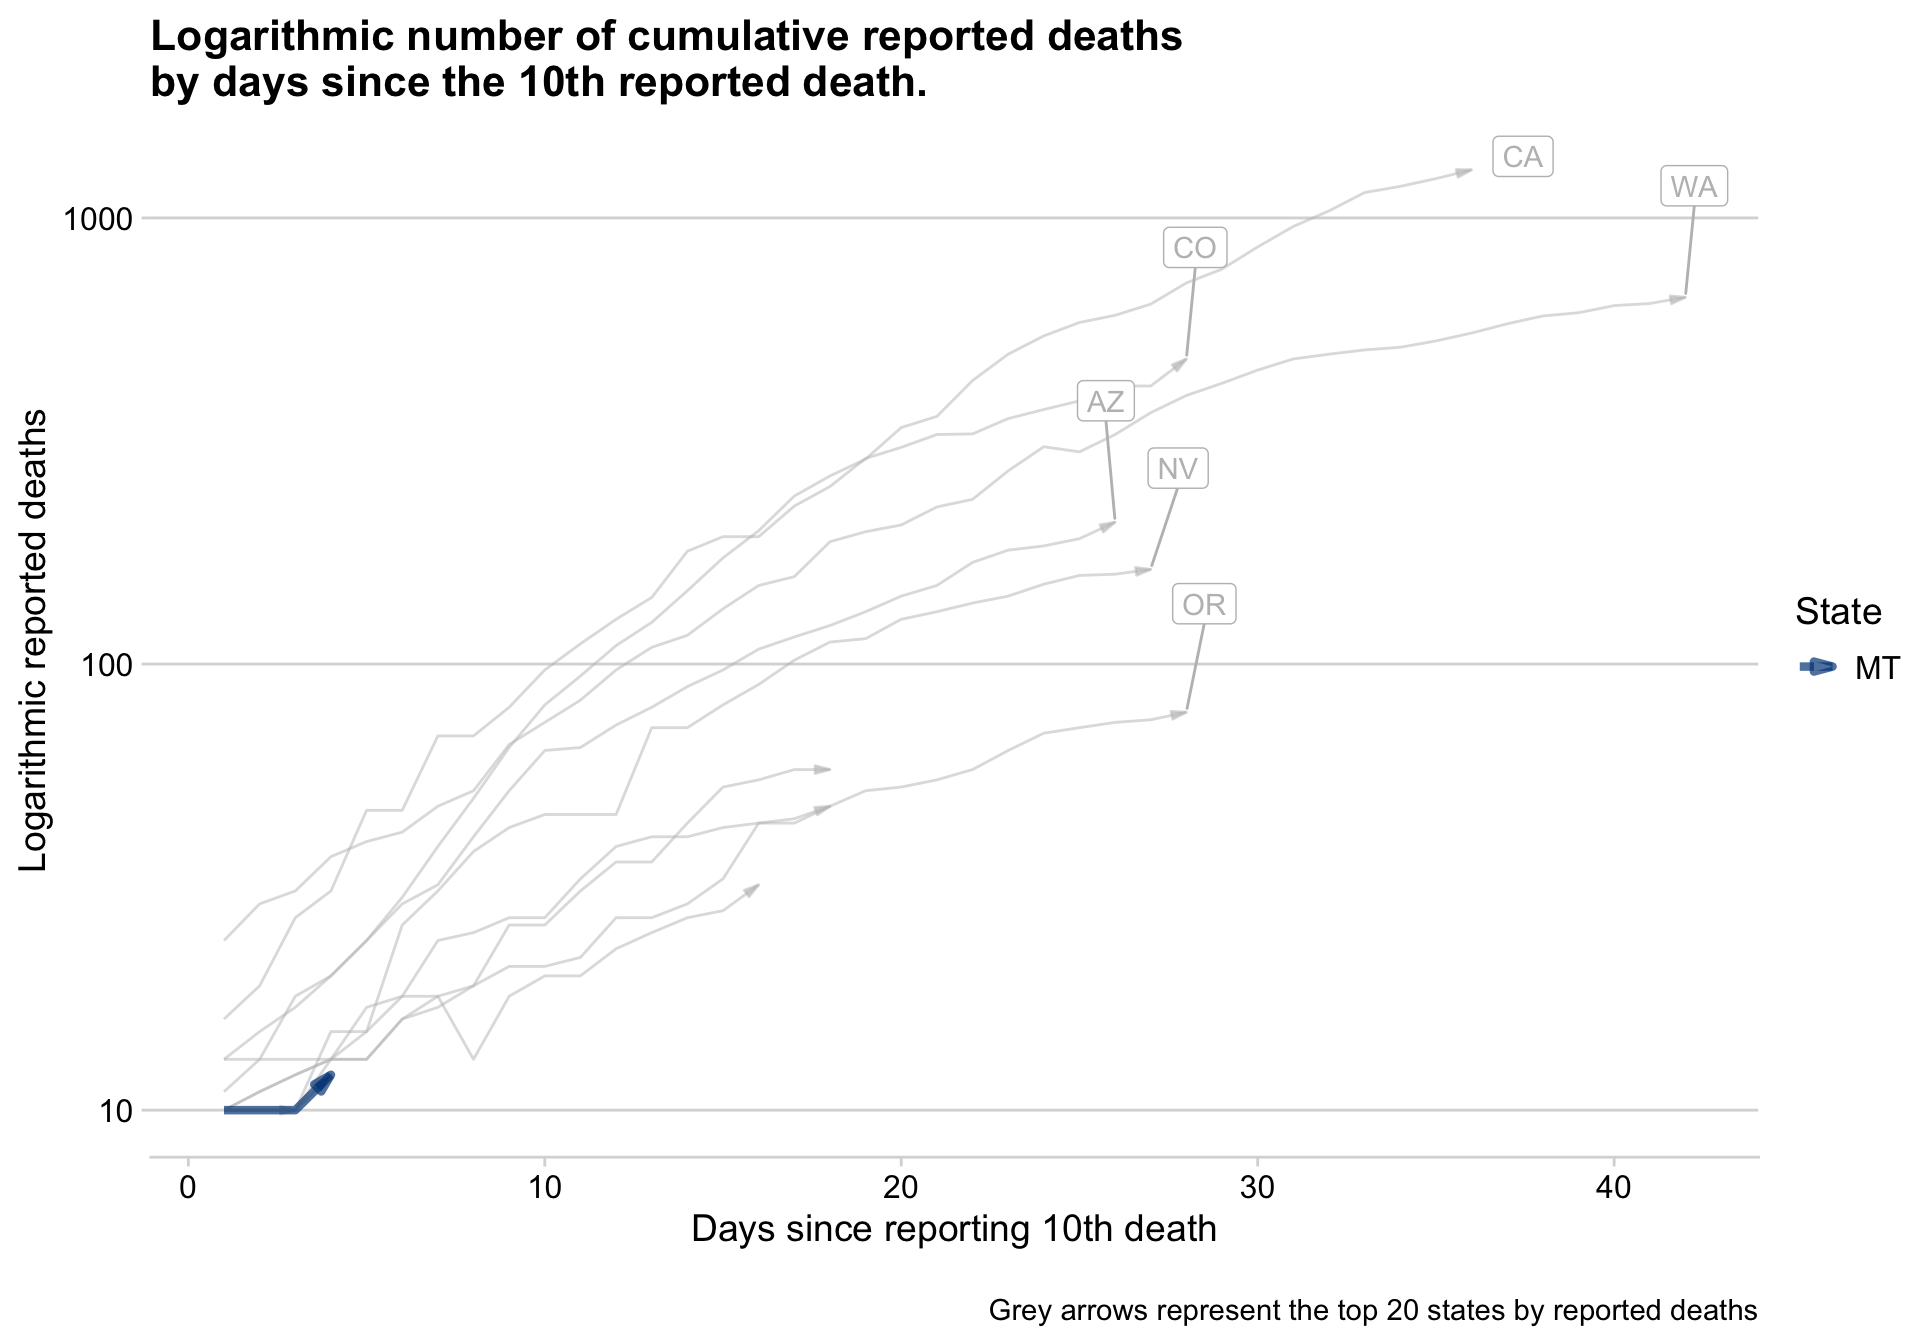 Logarithmic number of cumulative reported deaths
by days since the 10th reported death.
CA
WA
1000
CO
AZ
NV
OR
100
10
Logarithmic reported deaths
State
MT
0 10 20 30 40
Days since reporting 10th death
Grey arrows represent the top 20 states by reported deaths